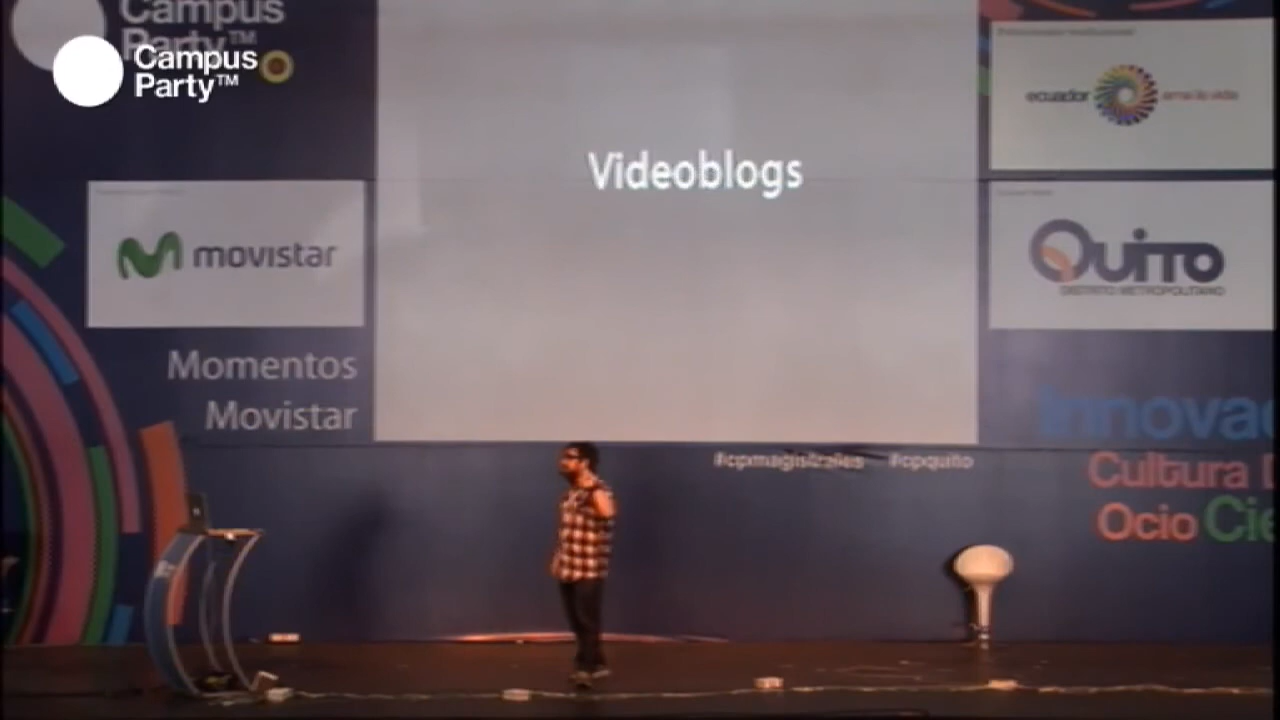 Campus
Party™
Campus
Party™
Videoblogs
ecuador ama la vida
movistar
Quito
DISTRITO METROPOLITANO
Momentos
Movistar
#cpmagistrales #cpquito
Innovac
Cultura D
Ocio Cie